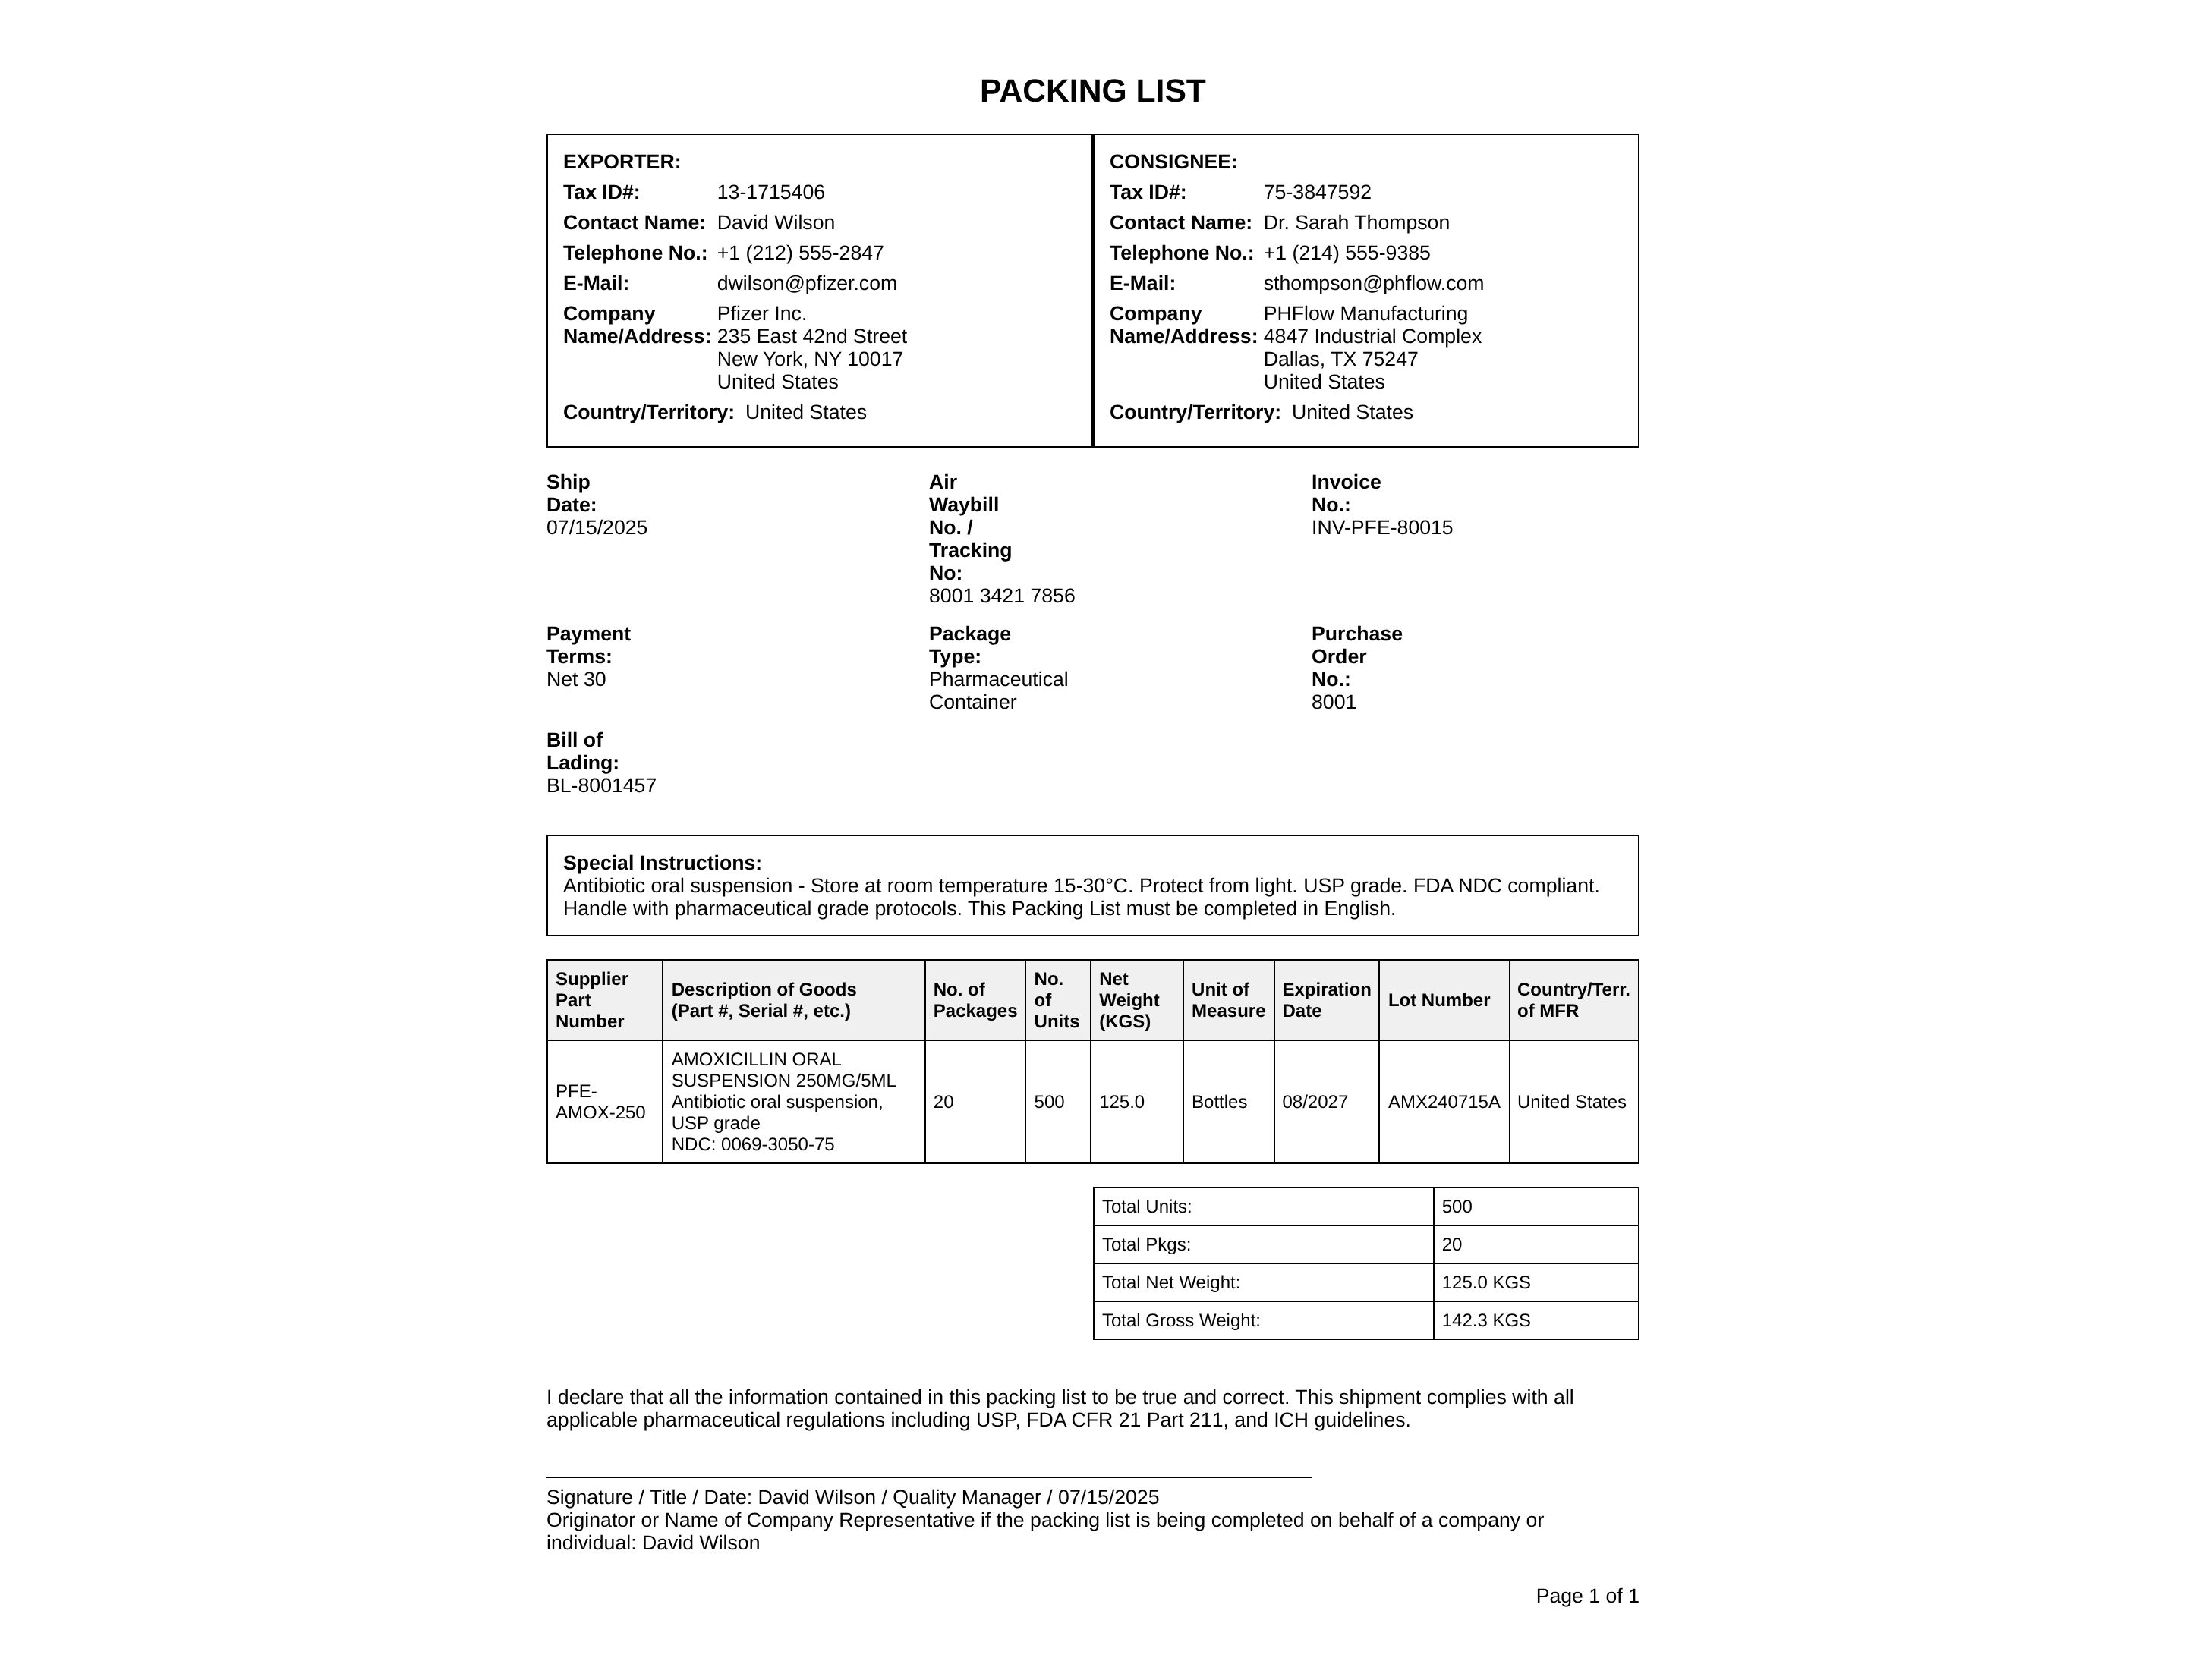 PACKING LIST
EXPORTER:
Tax ID#: 13-1715406
Contact Name: David Wilson
Telephone No.: +1 (212) 555-2847
E-Mail: dwilson@pfizer.com
Company Pfizer Inc.
Name/Address: 235 East 42nd Street
New York, NY 10017
United States
Country/Territory: United States
CONSIGNEE:
Tax ID#: 75-3847592
Contact Name: Dr. Sarah Thompson
Telephone No.: +1 (214) 555-9385
E-Mail: sthompson@phflow.com
Company PHFlow Manufacturing
Name/Address: 4847 Industrial Complex
Dallas, TX 75247
United States
Country/Territory: United States
Ship
Date:
07/15/2025
Air
Waybill
No. /
Tracking
No:
8001 3421 7856
Invoice
No.:
INV-PFE-80015
Payment
Terms:
Net 30
Package
Type:
Pharmaceutical
Container
Purchase
Order
No.:
8001
Bill of
Lading:
BL-8001457
Special Instructions:
Antibiotic oral suspension - Store at room temperature 15-30°C. Protect from light. USP grade. FDA NDC compliant.
Handle with pharmaceutical grade protocols. This Packing List must be completed in English.
Supplier
Part
Number
Description of Goods
(Part #, Serial #, etc.)
No. of
Packages
No.
of
Units
Net
Weight
(KGS)
Unit of
Measure
Expiration
Date
Lot Number
Country/Terr.
of MFR
PFE-
AMOX-250
AMOXICILLIN ORAL
SUSPENSION 250MG/5ML
Antibiotic oral suspension,
USP grade
NDC: 0069-3050-75
20
500
125.0
Bottles
08/2027
AMX240715A
United States
Total Units: 500
Total Pkgs: 20
Total Net Weight: 125.0 KGS
Total Gross Weight: 142.3 KGS
I declare that all the information contained in this packing list to be true and correct. This shipment complies with all
applicable pharmaceutical regulations including USP, FDA CFR 21 Part 211, and ICH guidelines.
Signature / Title / Date: David Wilson / Quality Manager / 07/15/2025
Originator or Name of Company Representative if the packing list is being completed on behalf of a company or
individual: David Wilson
Page 1 of 1